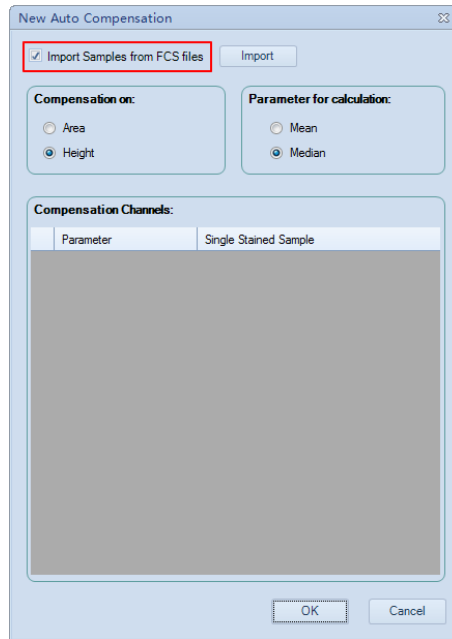 New Auto Compensation
Import Samples from FCS files Import
Compensation on: Parameter for calculation:
Area Mean
Height Median
Compensation Channels:
Parameter Single Stained Sample
OK Cancel